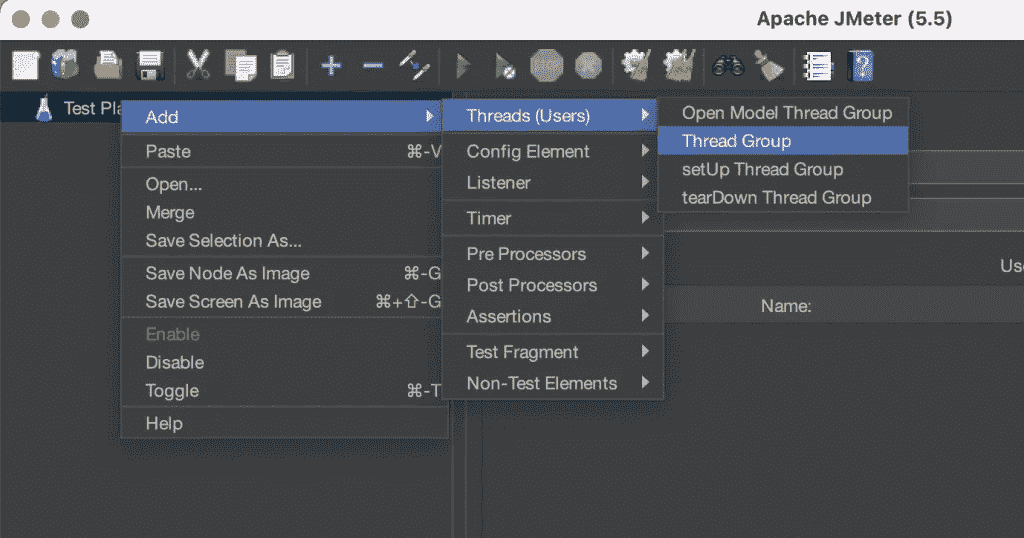 Apache JMeter (5.5)
Test Pla
Add
Paste ⌘-V
Open...
Merge
Save Selection As...
Save Node As Image ⌘-G
Save Screen As Image ⌘+⇧-G
Enable
Disable
Toggle ⌘-T
Help
Threads (Users)
Config Element
Listener
Timer
Pre Processors
Post Processors
Assertions
Test Fragment
Non-Test Elements
Open Model Thread Group
Thread Group
setUp Thread Group
tearDown Thread Group
Use
Name: